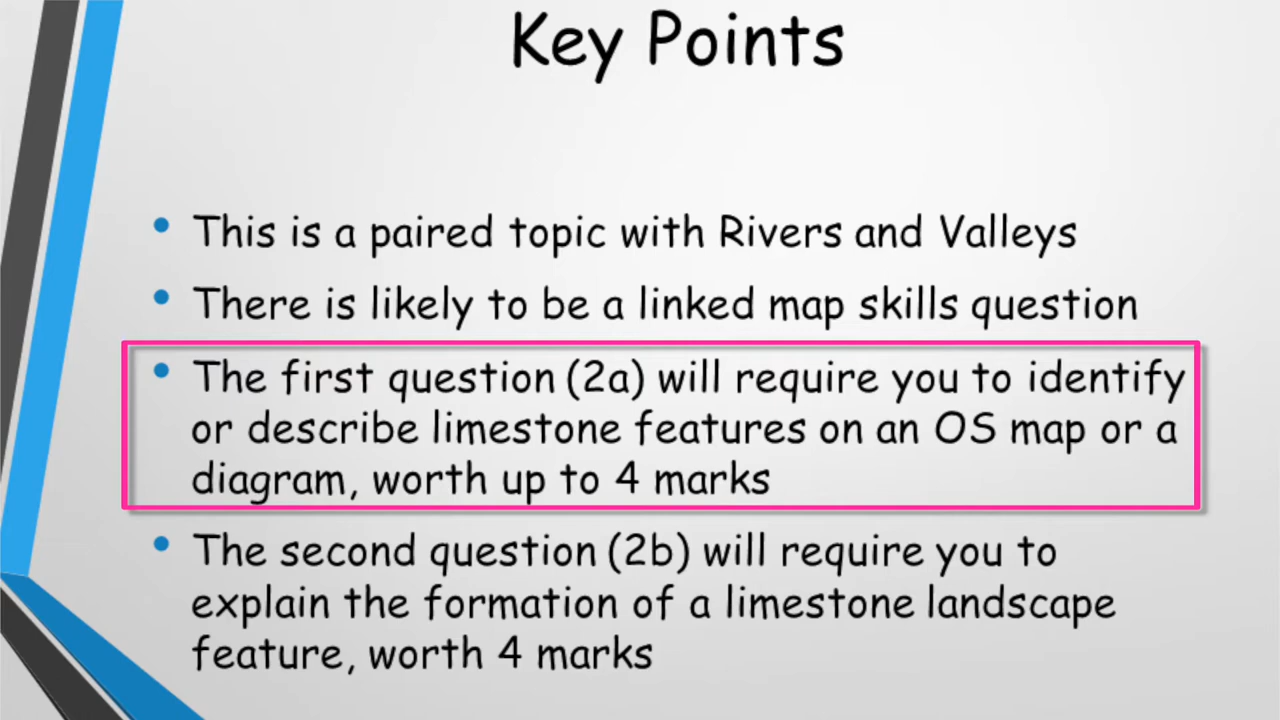 Key Points
• This is a paired topic with Rivers and Valleys
• There is likely to be a linked map skills question
• The first question (2a) will require you to identify
or describe limestone features on an OS map or a
diagram, worth up to 4 marks
• The second question (2b) will require you to
explain the formation of a limestone landscape
feature, worth 4 marks